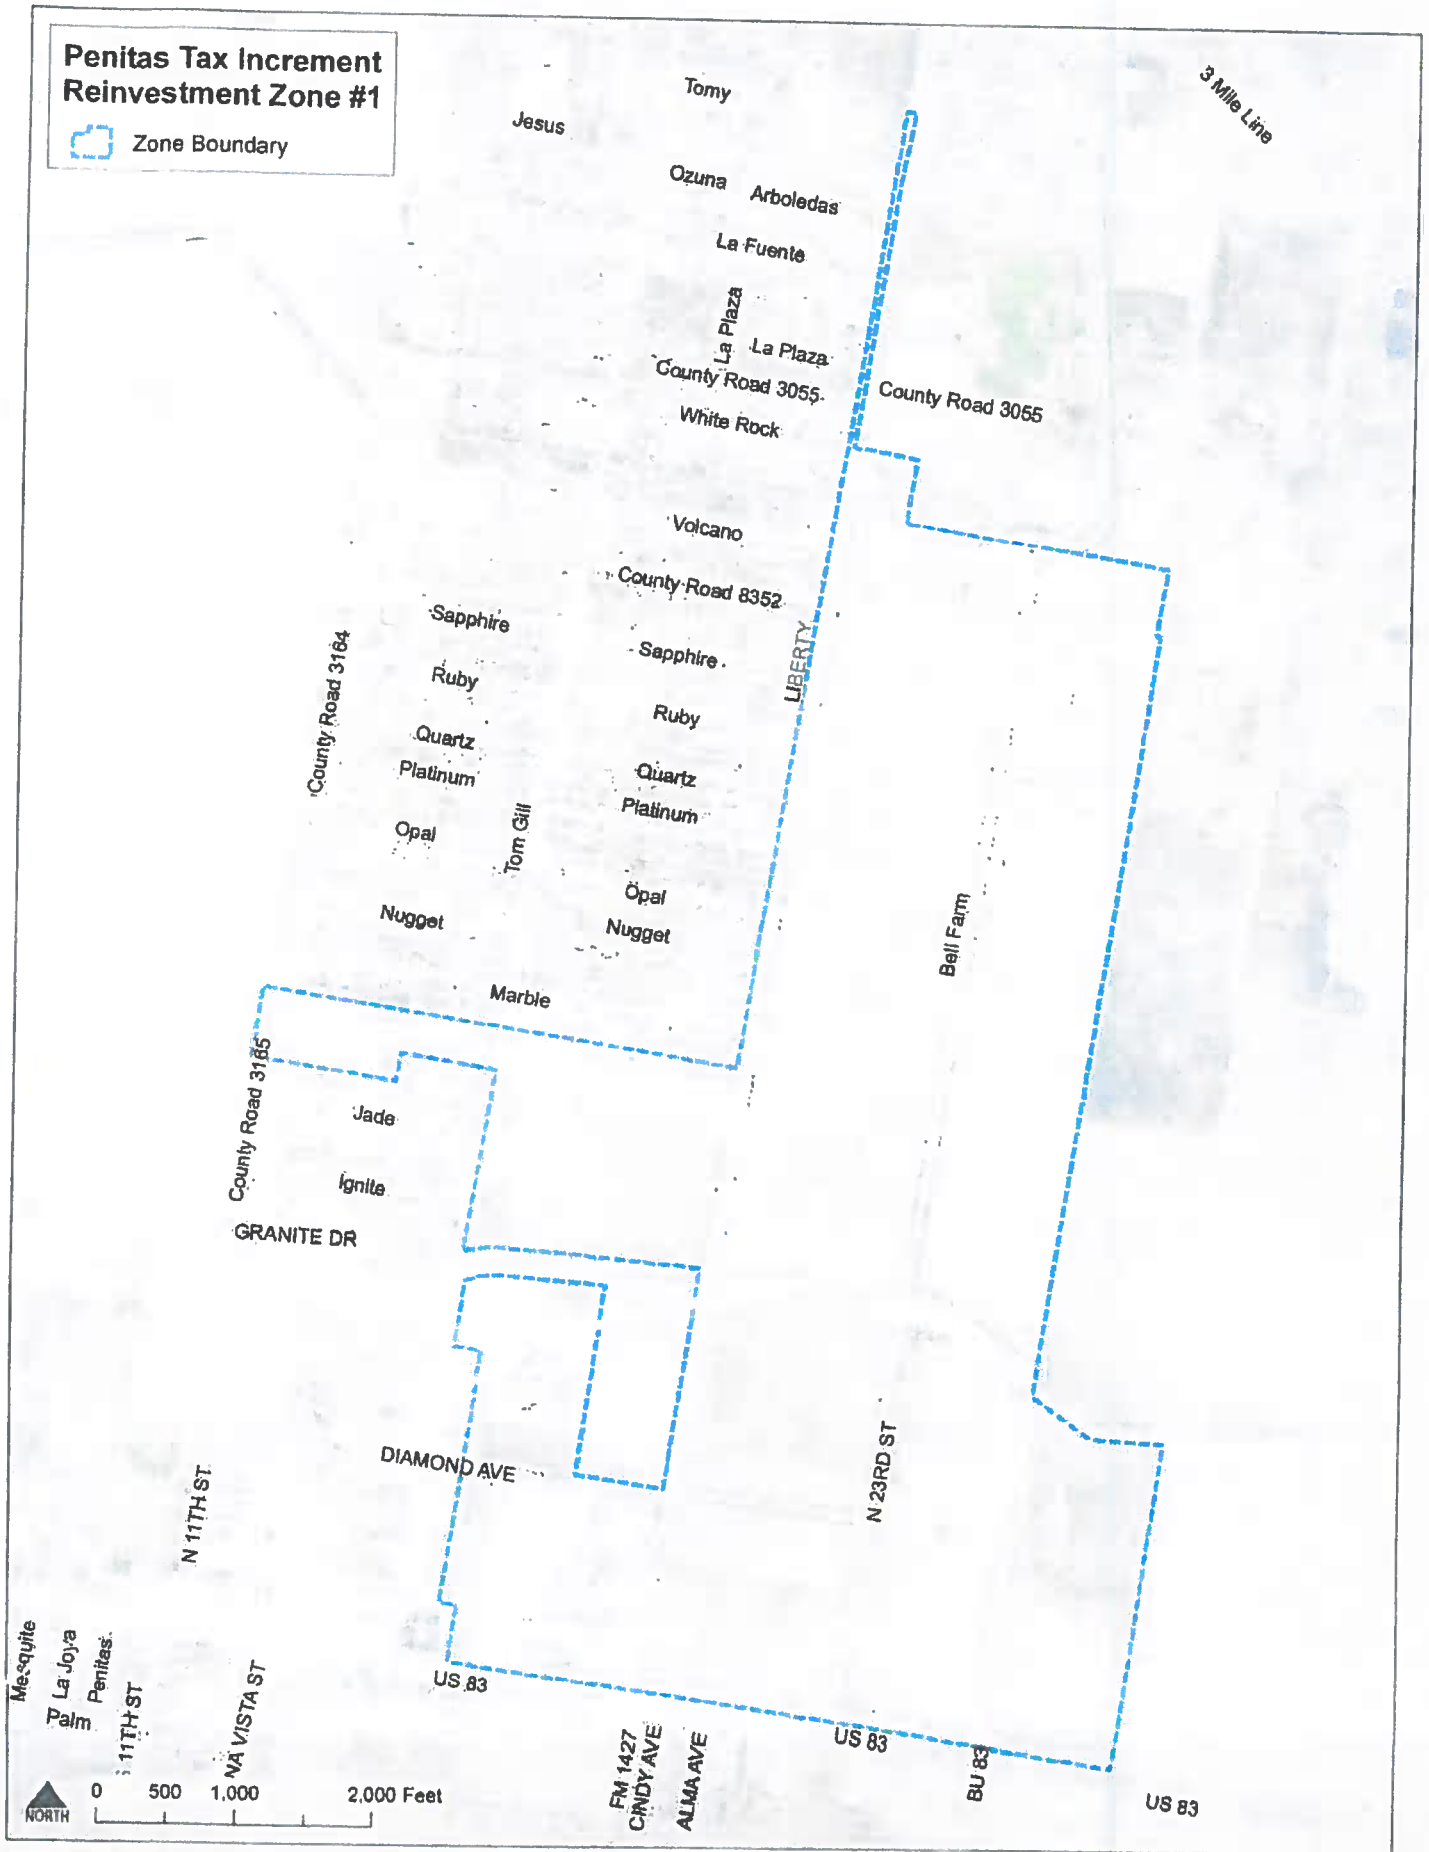 Penitas Tax Increment
Reinvestment Zone #1
Zone Boundary
Tomy
3 Mile Line
Jesus
Ozuna
Arboledas
La Fuente
La Plaza
La Plaza
County Road 3055
County Road 3055
White Rock
Volcano
County Road 8352
Sapphire
Sapphire
County Road 3164
LIBERTY
Ruby
Ruby
Quartz
Quartz
Platinum
Platinum
Opal
Tom Gill
Opal
Nugget
Nugget
Bell Farm
Marble
County Road 3165
Jade
Ignite
GRANITE DR
DIAMOND AVE
N 23RD ST
N 11TH ST
Mesquite
La Joya
Penitas
Palm
11TH ST
NA VISTA ST
US 83
US 83
FM 1427
CINDY AVE
ALMA AVE
BU 83
US 83
NORTH
0 500 1,000 2,000 Feet